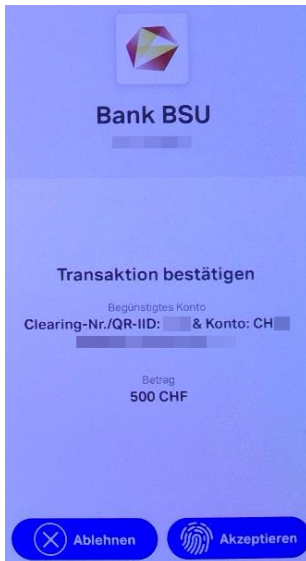 Bank BSU
Transaktion bestätigen
Begünstigtes Konto
Clearing-Nr./QR-IID: & Konto: CH
Betrag
500 CHF
Ablehnen
Akzeptieren